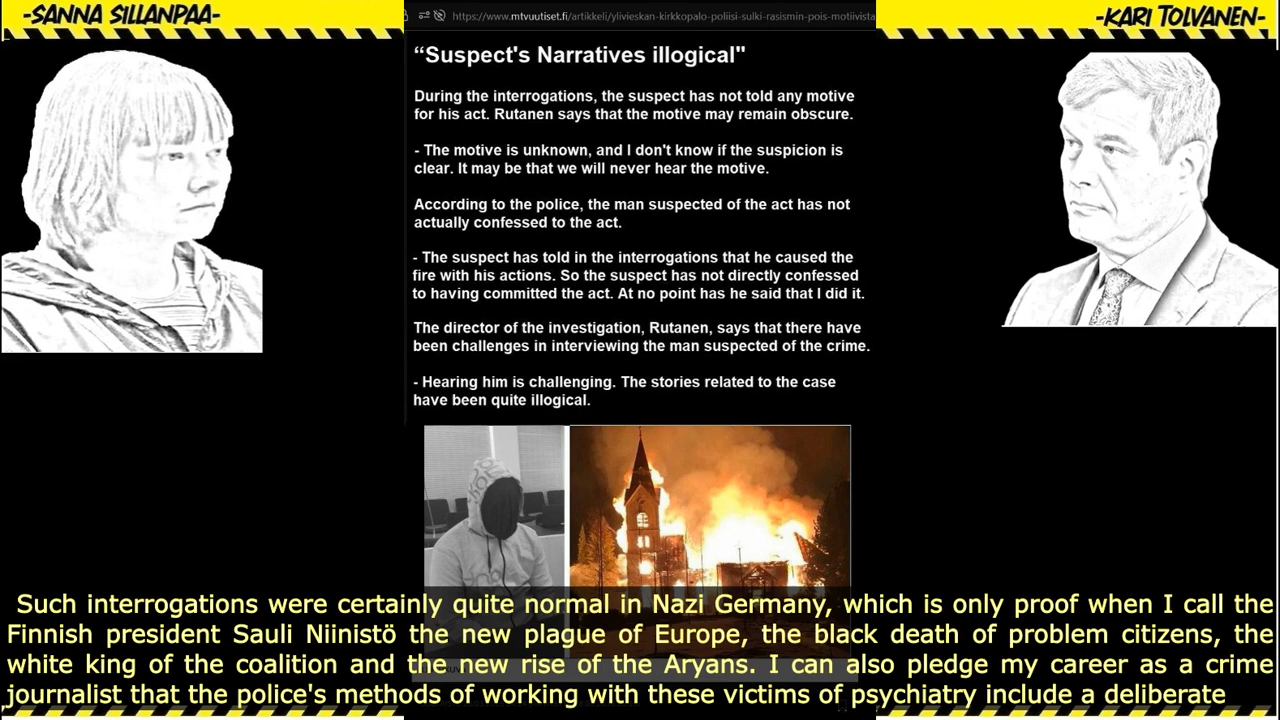 -SANNA SILLANPAA-
-KARI TOLVANEN-
https://www.mtvuutiset.fi/artikkeli/ylivieskan-kirkkopalo-poliisi-sulki-rasismin-pois-motiivista
“Suspect's Narratives illogical"
During the interrogations, the suspect has not told any motive
for his act. Rutanen says that the motive may remain obscure.
- The motive is unknown, and I don't know if the suspicion is
clear. It may be that we will never hear the motive.
According to the police, the man suspected of the act has not
actually confessed to the act.
- The suspect has told in the interrogations that he caused the
fire with his actions. So the suspect has not directly confessed
to having committed the act. At no point has he said that I did it.
The director of the investigation, Rutanen, says that there have
been challenges in interviewing the man suspected of the crime.
- Hearing him is challenging. The stories related to the case
have been quite illogical.
Such interrogations were certainly quite normal in Nazi Germany, which is only proof when I call the
Finnish president Sauli Niinistö the new plague of Europe, the black death of problem citizens, the
white king of the coalition and the new rise of the Aryans. I can also pledge my career as a crime
journalist that the police's methods of working with these victims of psychiatry include a deliberate